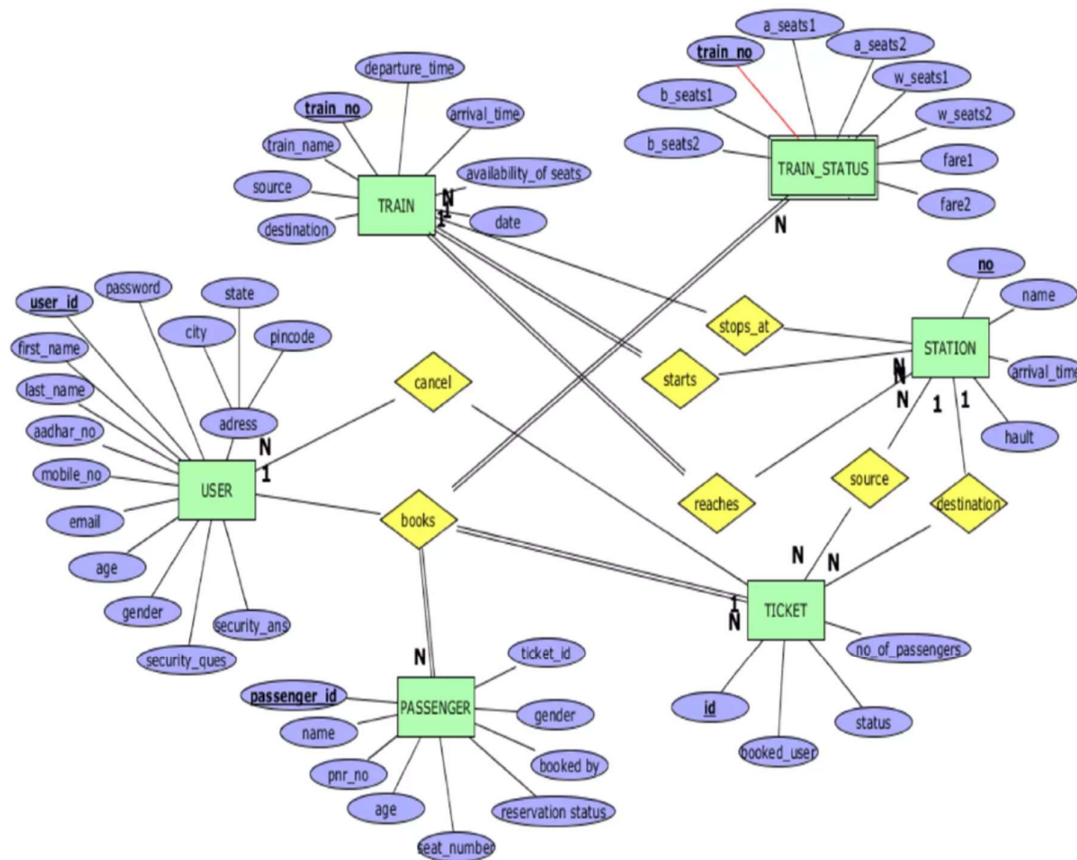 a_seats1
train_no
a_seats2
departure_time
w_seats1
b_seats1
train_no
arrival_time
w_seats2
train_name
b_seats2
TRAIN_STATUS
fare1
availability_of seats
source
TRAIN
N
1
1
fare2
destination
date
N
no
state
name
user_id
password
city
pincode
stops_at
STATION
first_name
arrival_time
last_name
cancel
starts
N
N
N
1
1
adress
aadhar_no
hault
N
1
mobile_no
USER
source
reaches
destination
email
books
age
N
N
gender
security_ans
1
N
TICKET
security_ques
no_of_passengers
N
ticket_id
passenger_id
PASSENGER
gender
id
status
name
booked_user
pnr_no
booked by
age
reservation status
seat_number